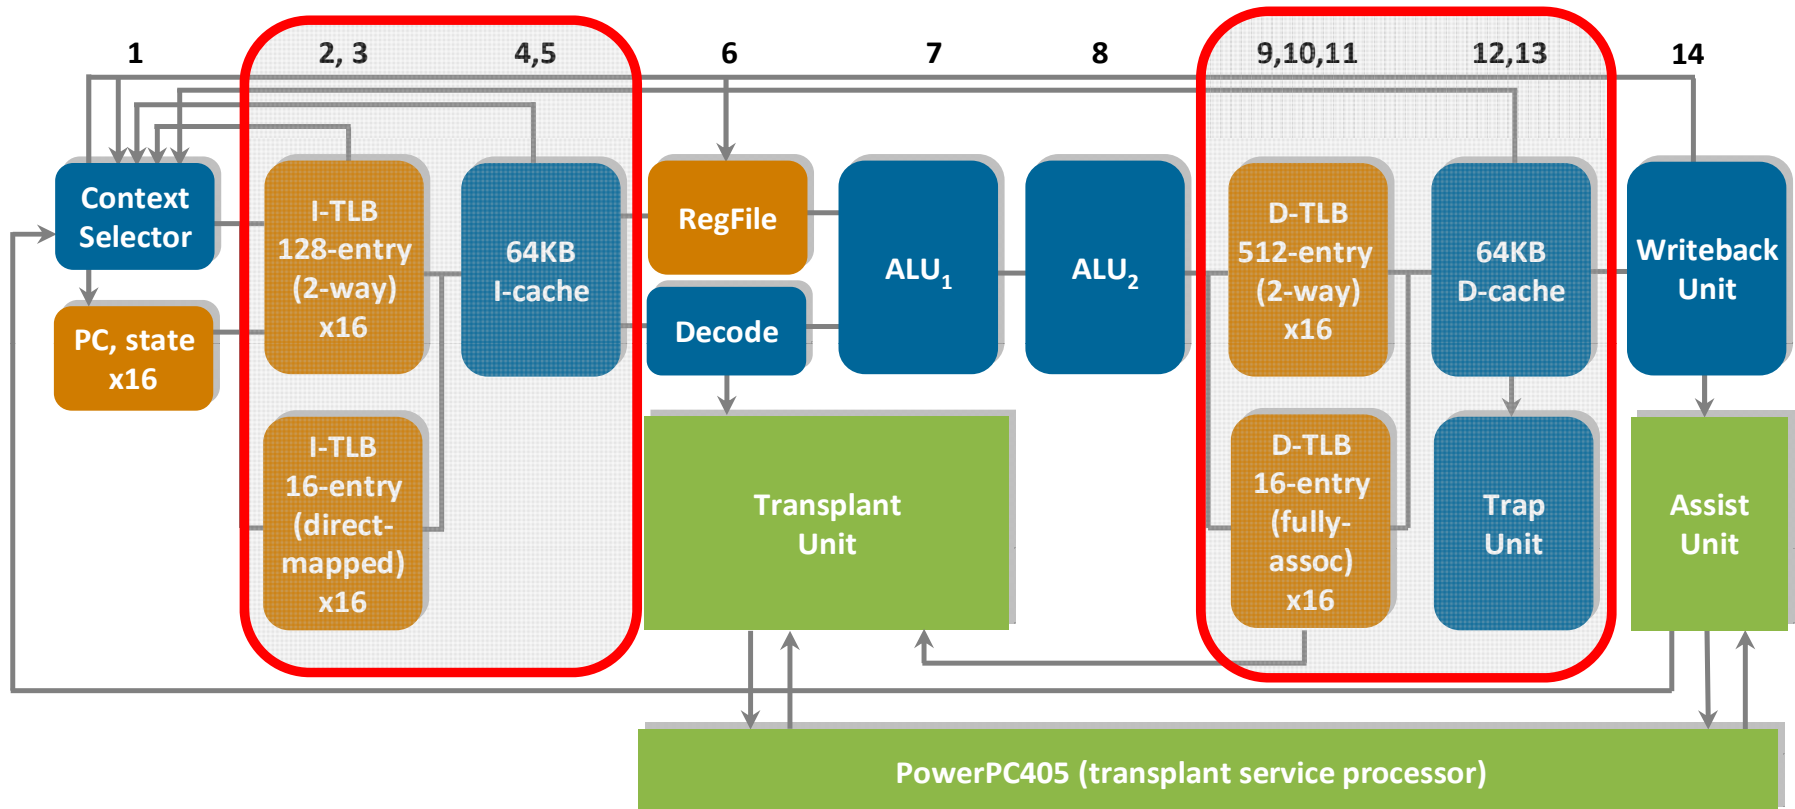 1 2, 3 4,5 6 7 8 9,10,11 12,13 14
Context
Selector
PC, state
x16
I-TLB
128-entry
(2-way)
x16
I-TLB
16-entry
(direct-
mapped)
x16
64KB
I-cache
RegFile
Decode
Transplant
Unit
ALU1
ALU2
D-TLB
512-entry
(2-way)
x16
D-TLB
16-entry
(fully-
assoc)
x16
64KB
D-cache
Trap
Unit
Writeback
Unit
Assist
Unit
PowerPC405 (transplant service processor)